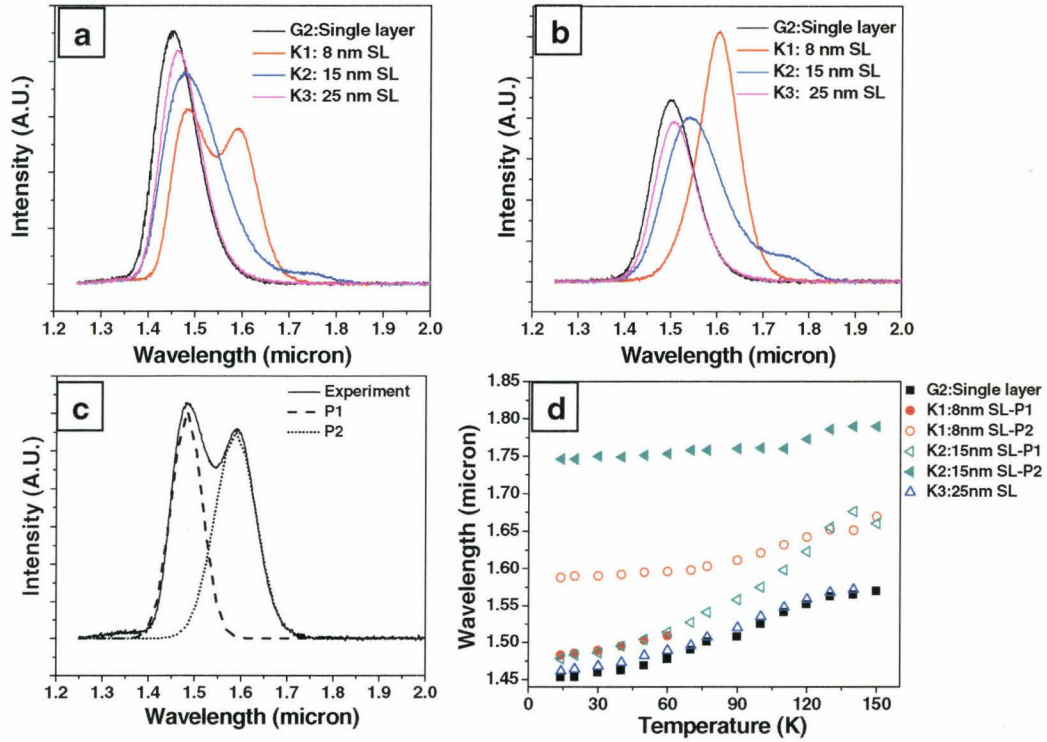 a
G2:Single layer
K1: 8 nm SL
K2: 15 nm SL
K3: 25 nm SL
Intensity (A.U.)
1.2 1.3 1.4 1.5 1.6 1.7 1.8 1.9 2.0
Wavelength (micron)
b
G2:Single layer
K1: 8 nm SL
K2: 15 nm SL
K3: 25 nm SL
Intensity (A.U.)
1.2 1.3 1.4 1.5 1.6 1.7 1.8 1.9 2.0
Wavelength (micron)
c
Experiment
P1
P2
Intensity (A.U.)
1.2 1.3 1.4 1.5 1.6 1.7 1.8 1.9 2.0
Wavelength (micron)
d
G2:Single layer
K1:8nm SL-P1
K1:8nm SL-P2
K2:15nm SL-P1
K2:15nm SL-P2
K3:25nm SL
Wavelength (micron)
1.85
1.80
1.75
1.70
1.65
1.60
1.55
1.50
1.45
0 30 60 90 120 150
Temperature (K)